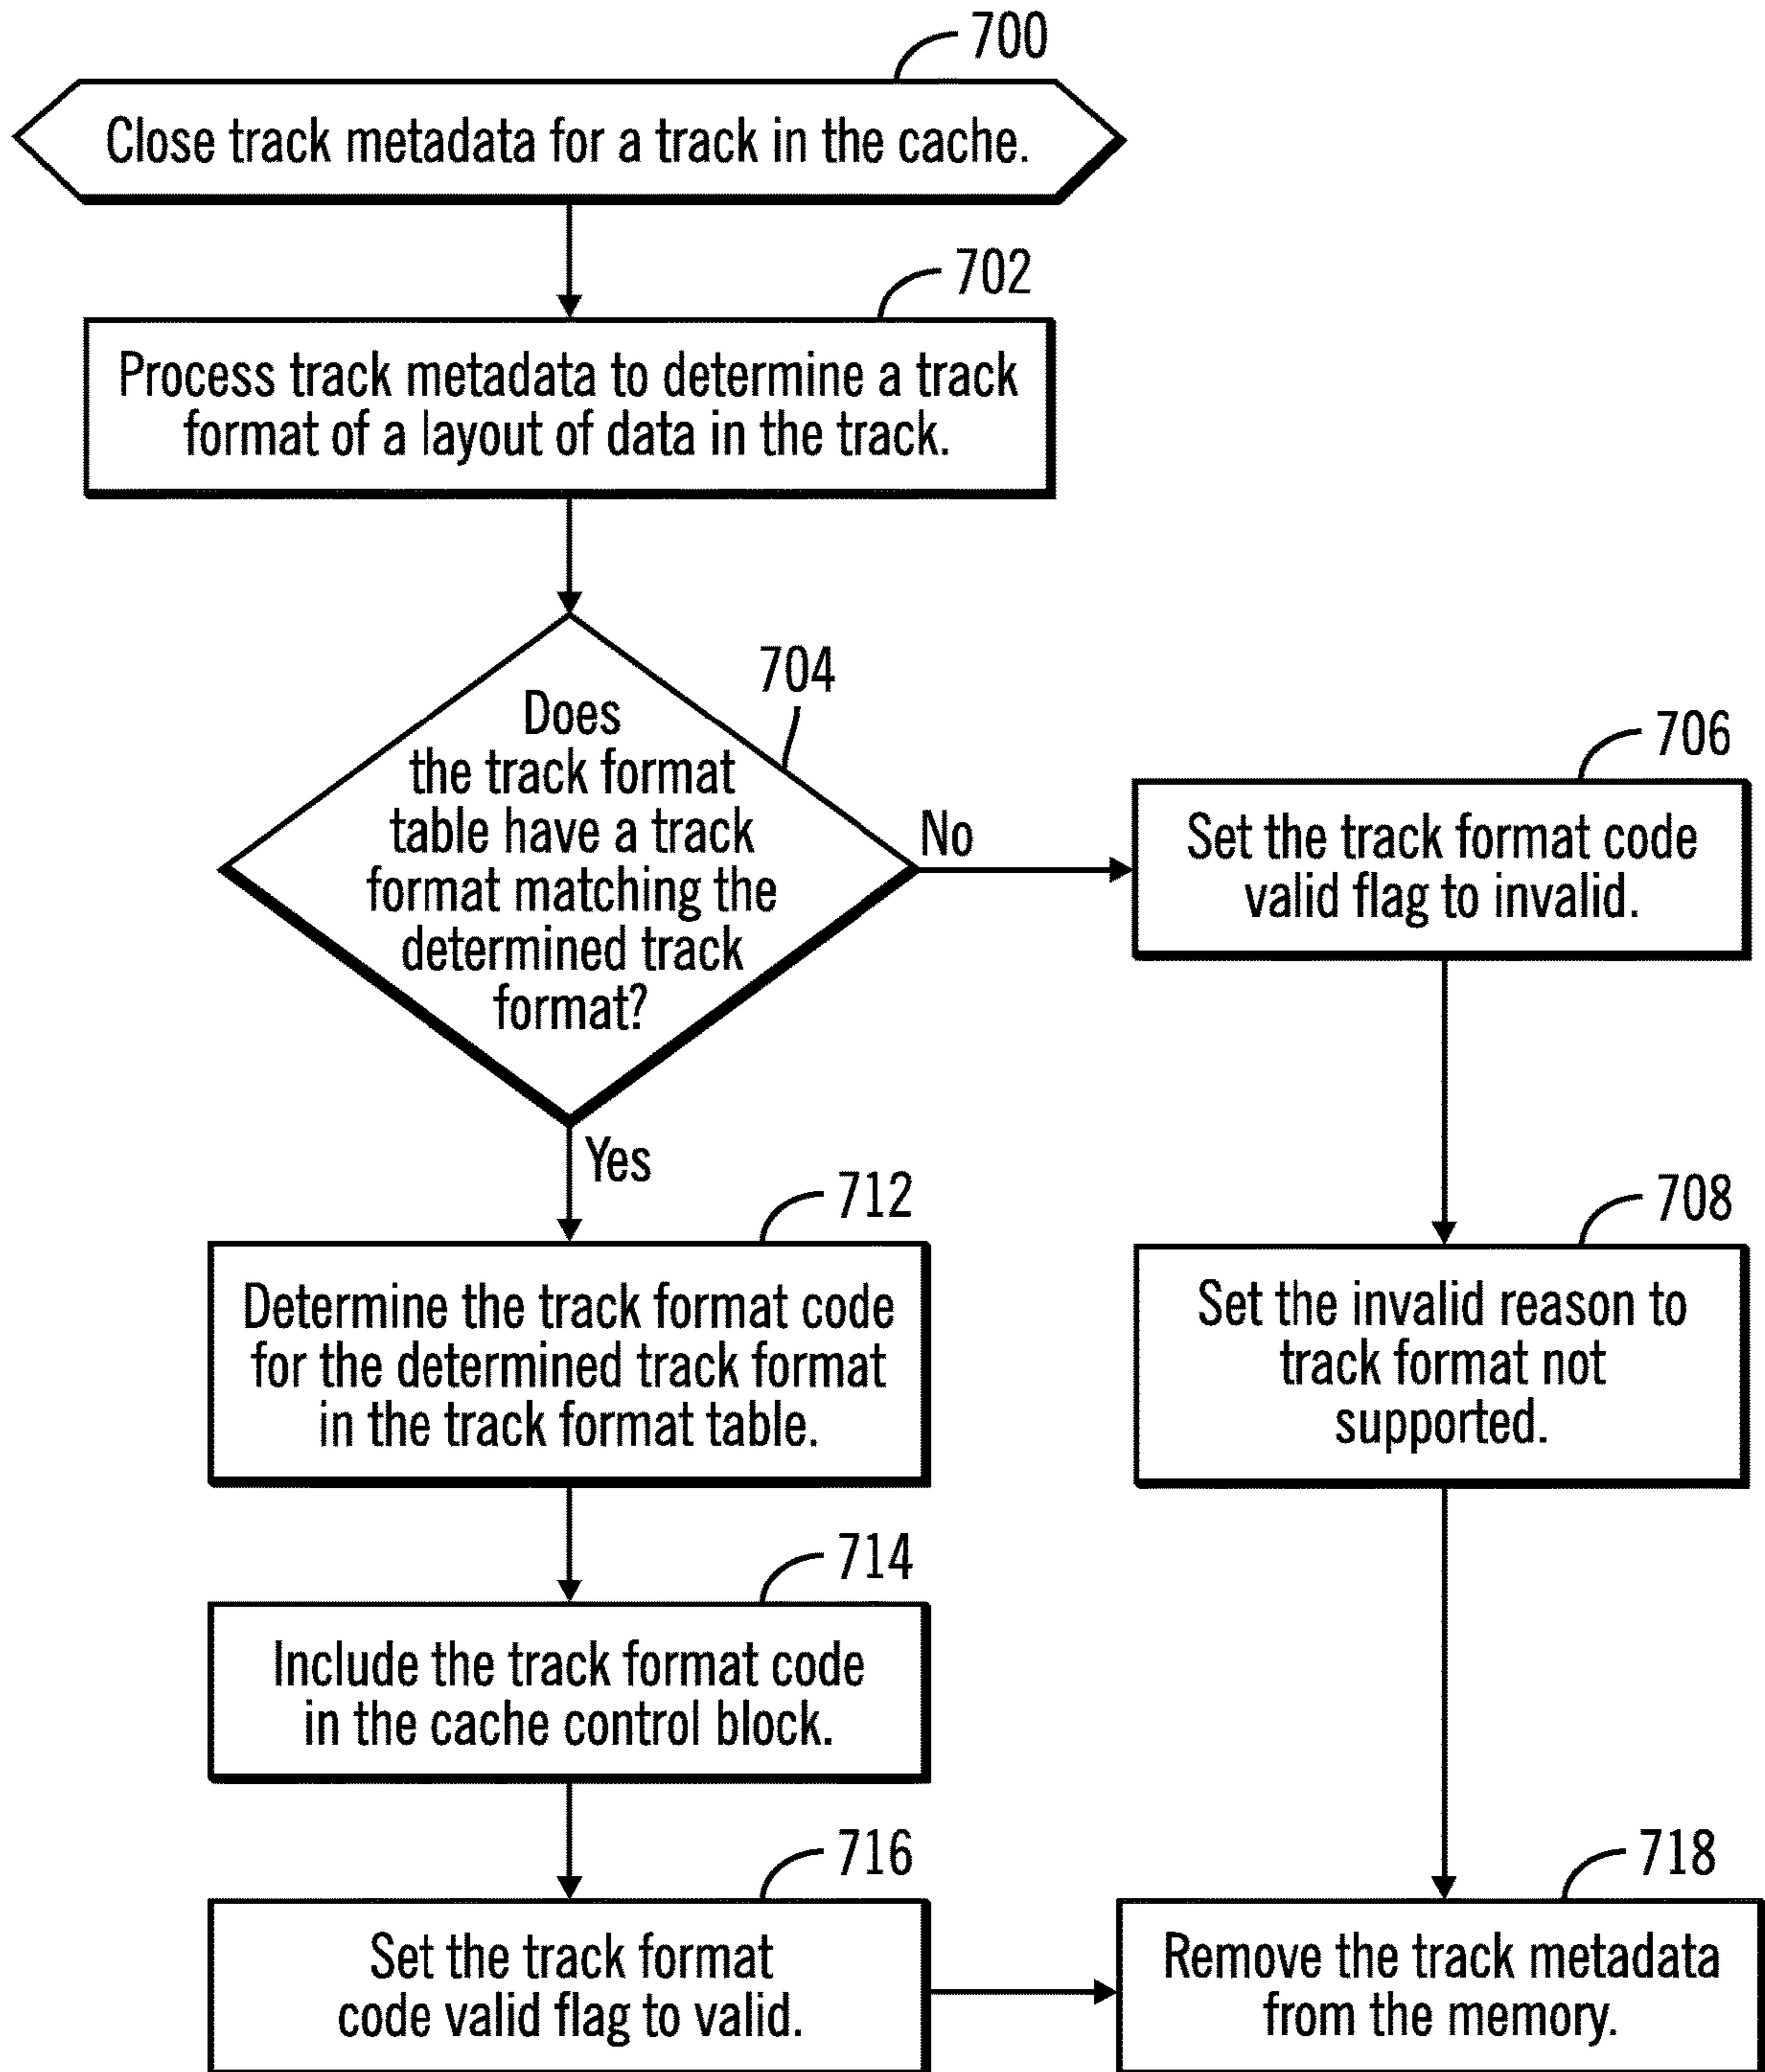 700
Close track metadata for a track in the cache.
702
Process track metadata to determine a track
format of a layout of data in the track.
704
Does
the track format
table have a track
format matching the
determined track
format?
No
706
Set the track format code
valid flag to invalid.
Yes
708
Set the invalid reason to
track format not
supported.
712
Determine the track format code
for the determined track format
in the track format table.
714
Include the track format code
in the cache control block.
716
Set the track format
code valid flag to valid.
718
Remove the track metadata
from the memory.